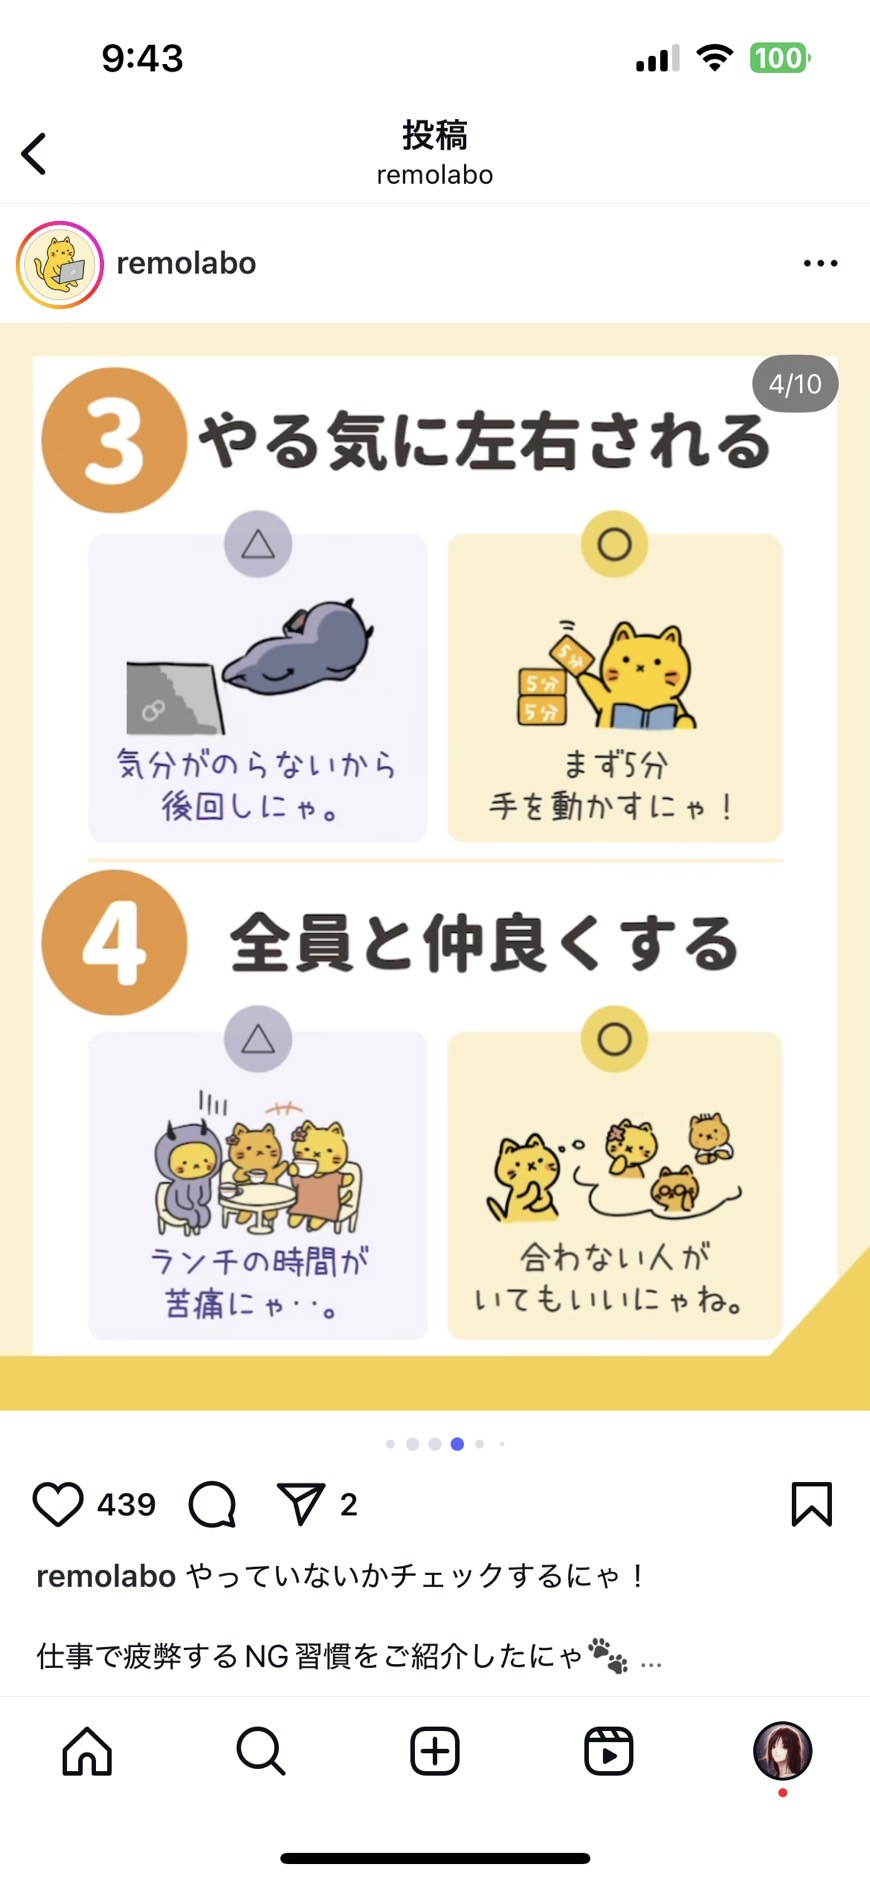 9:43
100
投稿
remolabo
remolabo
4/10
3 やる気に左右される
△
○
5分
5分
5分
気分がのらないから
後回しにゃ。
まず5分
手を動かすにゃ！
4 全員と仲良くする
△
○
ランチの時間が
苦痛にゃ‥。
合わない人が
いてもいいにゃね。
439
2
remolabo やっていないかチェックするにゃ！
仕事で疲弊するNG習慣をご紹介したにゃ🐾 ...